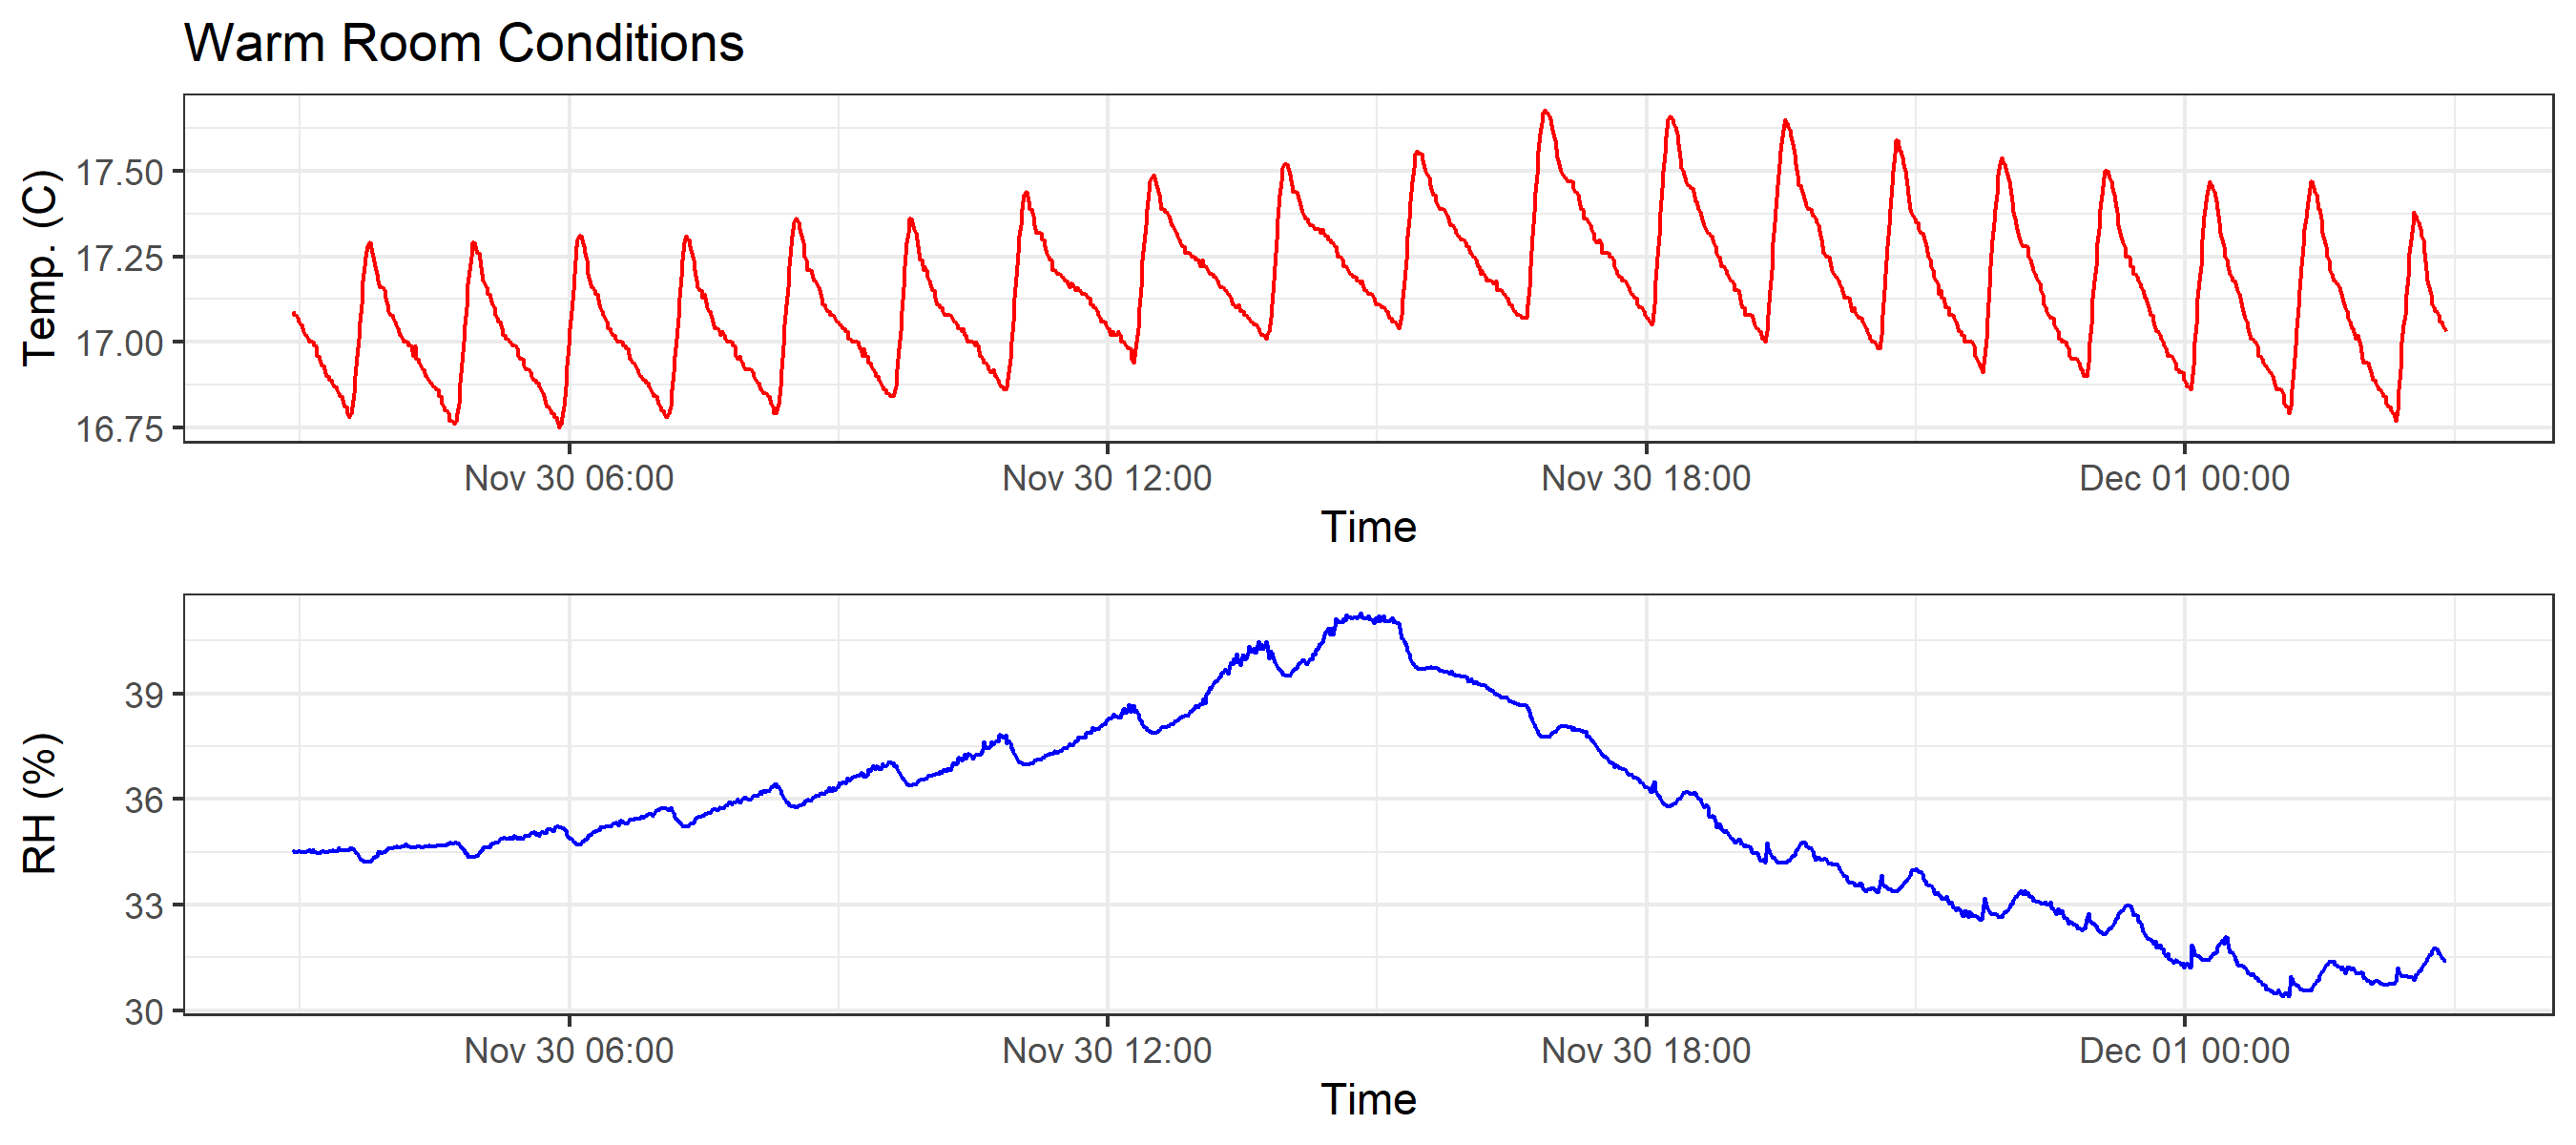 Warm Room Conditions
Temp. (C)
17.50
17.25
17.00
16.75
Nov 30 06:00 Nov 30 12:00 Nov 30 18:00 Dec 01 00:00
Time
RH (%)
39
36
33
30
Nov 30 06:00 Nov 30 12:00 Nov 30 18:00 Dec 01 00:00
Time